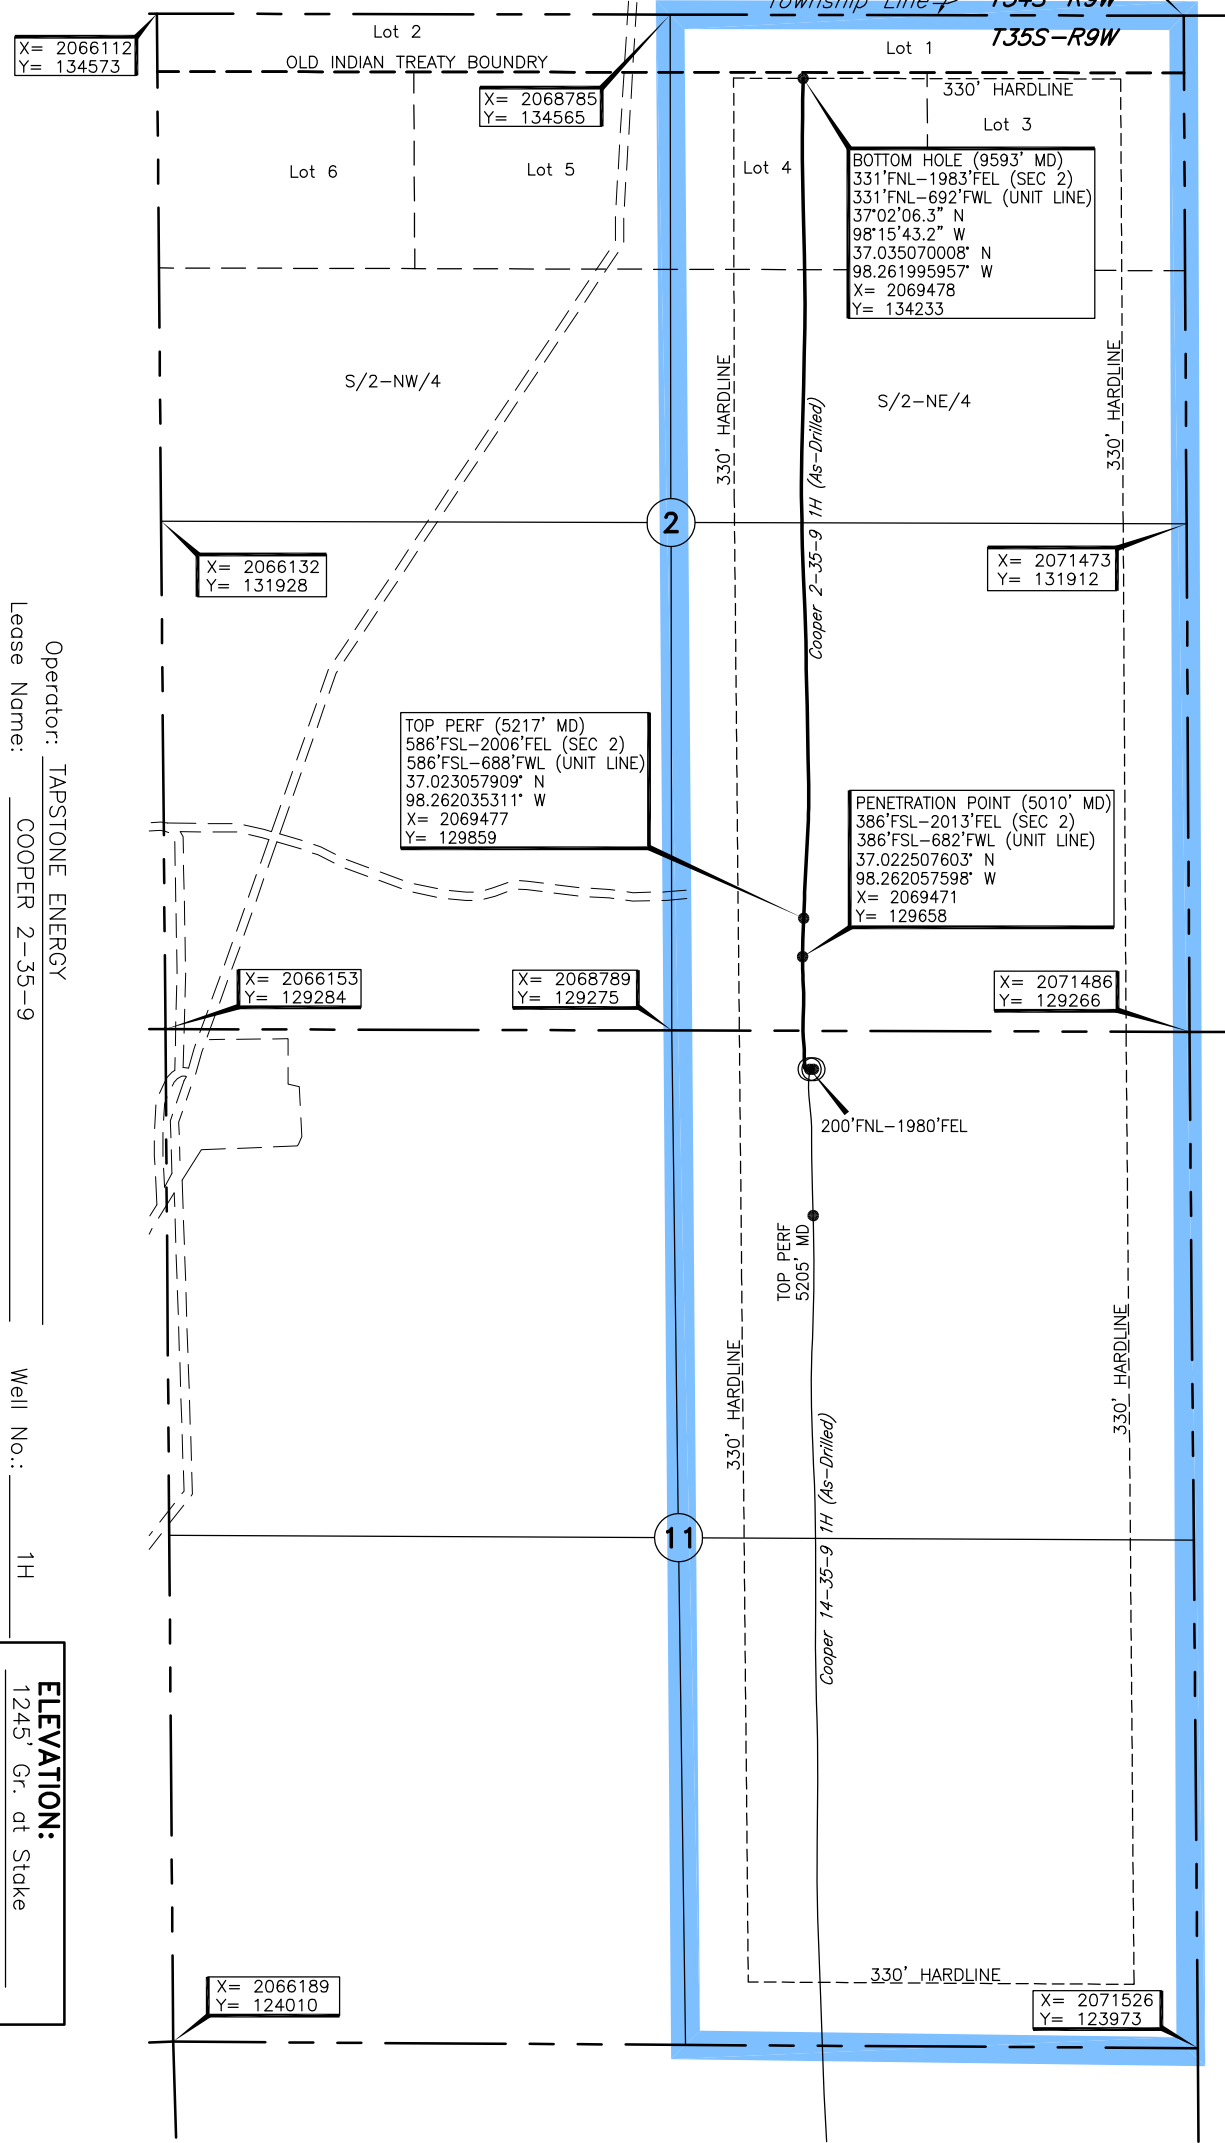 Township Line
T34S-R9W
T35S-R9W
X= 2066112
Y= 134573
Lot 2
OLD INDIAN TREATY BOUNDRY
Lot 1
X= 2068785
Y= 134565
330' HARDLINE
Lot 3
Lot 6
Lot 5
Lot 4
BOTTOM HOLE (9593' MD)
331'FNL-1983'FEL (SEC 2)
331'FNL-692'FWL (UNIT LINE)
37°02'06.3" N
98°15'43.2" W
37.035070008° N
98.261995957° W
X= 2069478
Y= 134233
S/2-NW/4
S/2-NE/4
330' HARDLINE
330' HARDLINE
Cooper 2-35-9 1H (As-Drilled)
2
X= 2066132
Y= 131928
X= 2071473
Y= 131912
TOP PERF (5217' MD)
586'FSL-2006'FEL (SEC 2)
586'FSL-688'FWL (UNIT LINE)
37.023057909° N
98.262035311° W
X= 2069477
Y= 129859
PENETRATION POINT (5010' MD)
386'FSL-2013'FEL (SEC 2)
386'FSL-682'FWL (UNIT LINE)
37.022507603° N
98.262057598° W
X= 2069471
Y= 129658
X= 2066153
Y= 129284
X= 2068789
Y= 129275
X= 2071486
Y= 129266
200'FNL-1980'FEL
TOP PERF
5205' MD
330' HARDLINE
330' HARDLINE
Cooper 14-35-9 1H (As-Drilled)
11
330' HARDLINE
X= 2066189
Y= 124010
X= 2071526
Y= 123973
Operator: TAPSTONE ENERGY
Lease Name: COOPER 2-35-9 Well No.: 1H
ELEVATION:
1245' Gr. at Stake